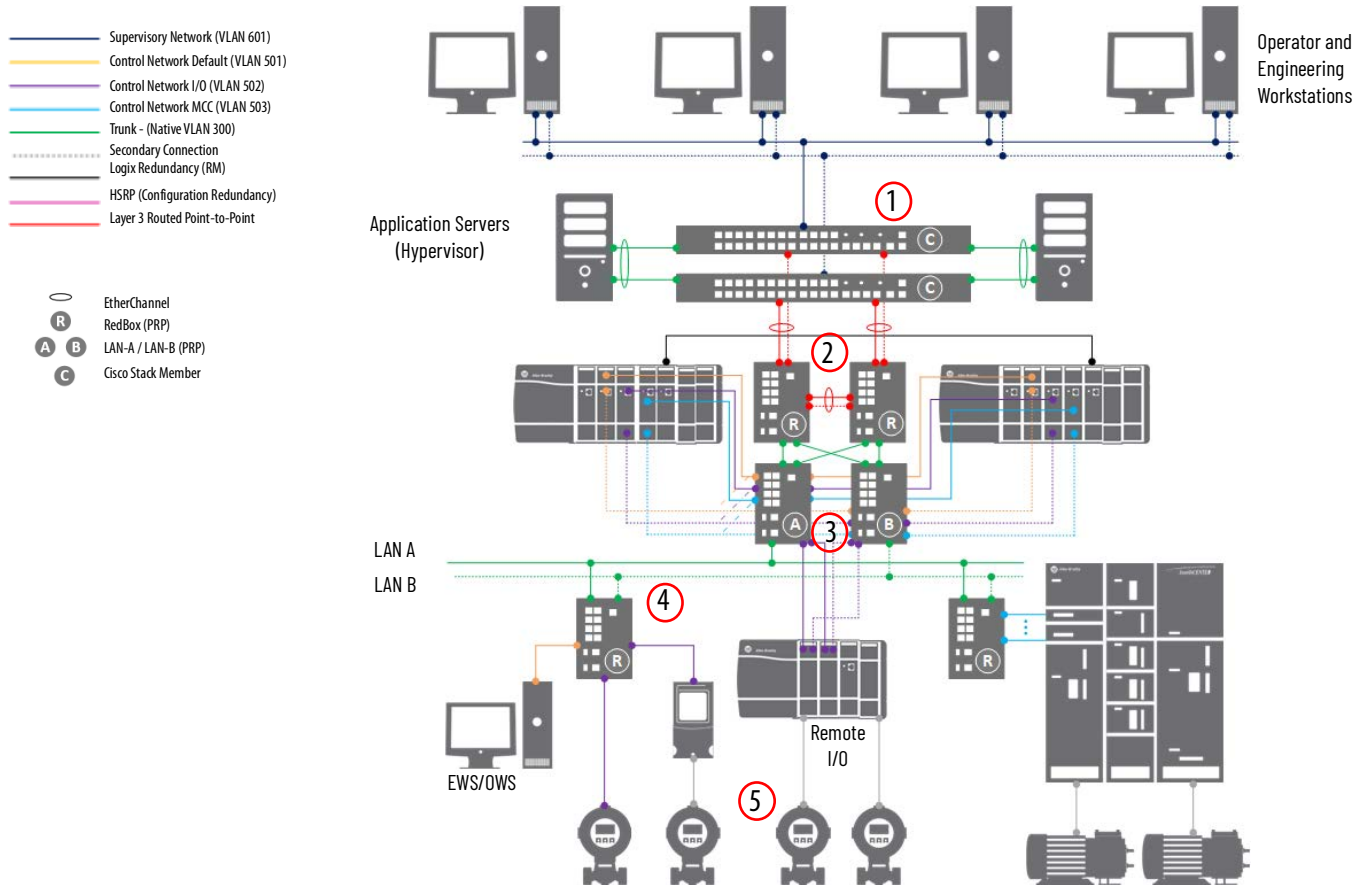 Supervisory Network (VLAN 601)
Control Network Default (VLAN 501)
Control Network I/O (VLAN 502)
Control Network MCC (VLAN 503)
Trunk - (Native VLAN 300)
Secondary Connection
Logix Redundancy (RM)
HSRP (Configuration Redundancy)
Layer 3 Routed Point-to-Point
EtherChannel
R
RedBox (PRP)
A B
LAN-A / LAN-B (PRP)
C
Cisco Stack Member
Operator and
Engineering
Workstations
Application Servers
(Hypervisor)
1
C
C
2
R
R
A
3
B
LAN A
LAN B
4
R
R
EWS/OWS
Remote
I/O
5